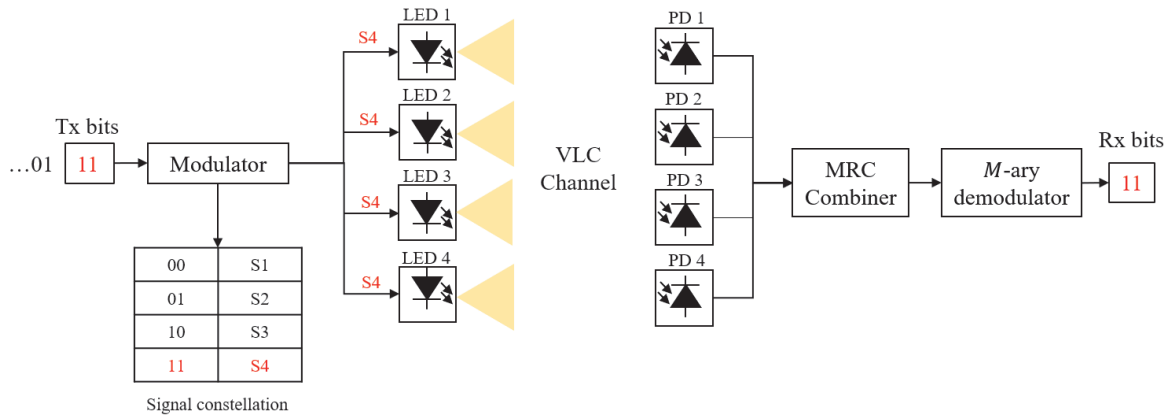 Tx bits
…01
11
Modulator
00 S1
01 S2
10 S3
11 S4
Signal constellation
LED 1
S4
LED 2
S4
LED 3
S4
LED 4
S4
VLC
Channel
PD 1
PD 2
PD 3
PD 4
MRC
Combiner
M-ary
demodulator
Rx bits
11